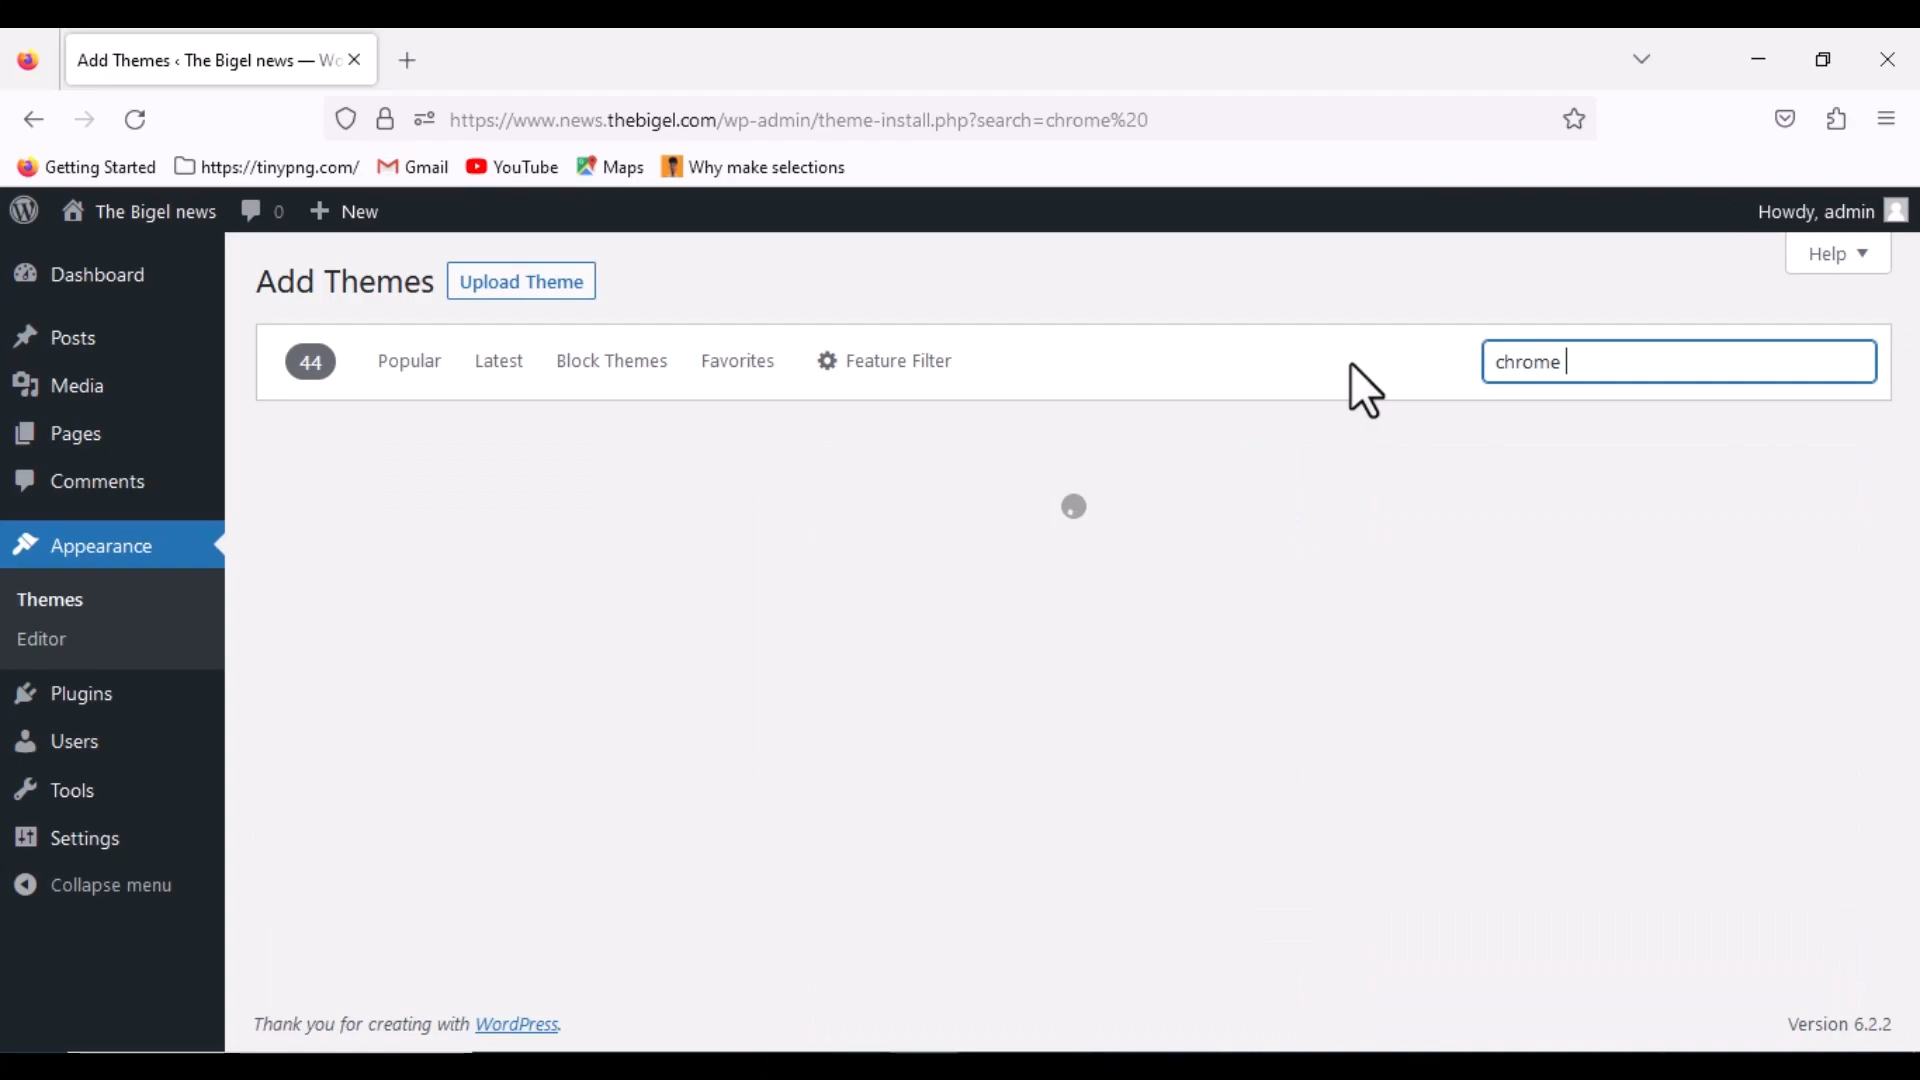 Add Themes ‹ The Bigel news — Wo
https://www.news.thebigel.com/wp-admin/theme-install.php?search=chrome%20
Getting Started https://tinypng.com/ Gmail YouTube Maps Why make selections
The Bigel news 0 New Howdy, admin
Help
Dashboard
Posts
Media
Pages
Comments
Appearance
Themes
Editor
Plugins
Users
Tools
Settings
Collapse menu
Add Themes Upload Theme
44 Popular Latest Block Themes Favorites Feature Filter chrome
Thank you for creating with WordPress. Version 6.2.2